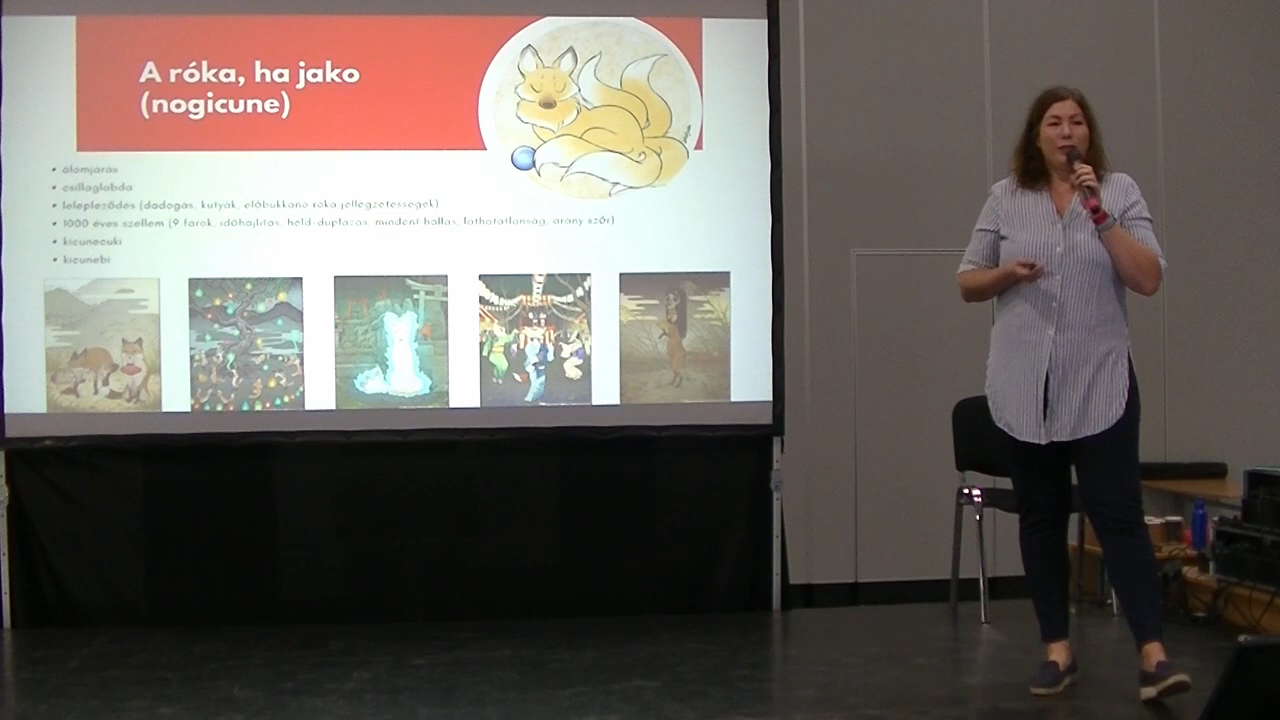 A róka, ha jako
(nogicune)
• álomjárás
• csillaglabda
• lelepleződés (dadogás, kutyák, előbukkanó róka jellegzetességek)
• 1000 éves szellem (9 farok, időhajlítás, hold-duplázás, mindent hallás, láthatatlanság, arany szőr)
• kicunecuki
• kicunebi